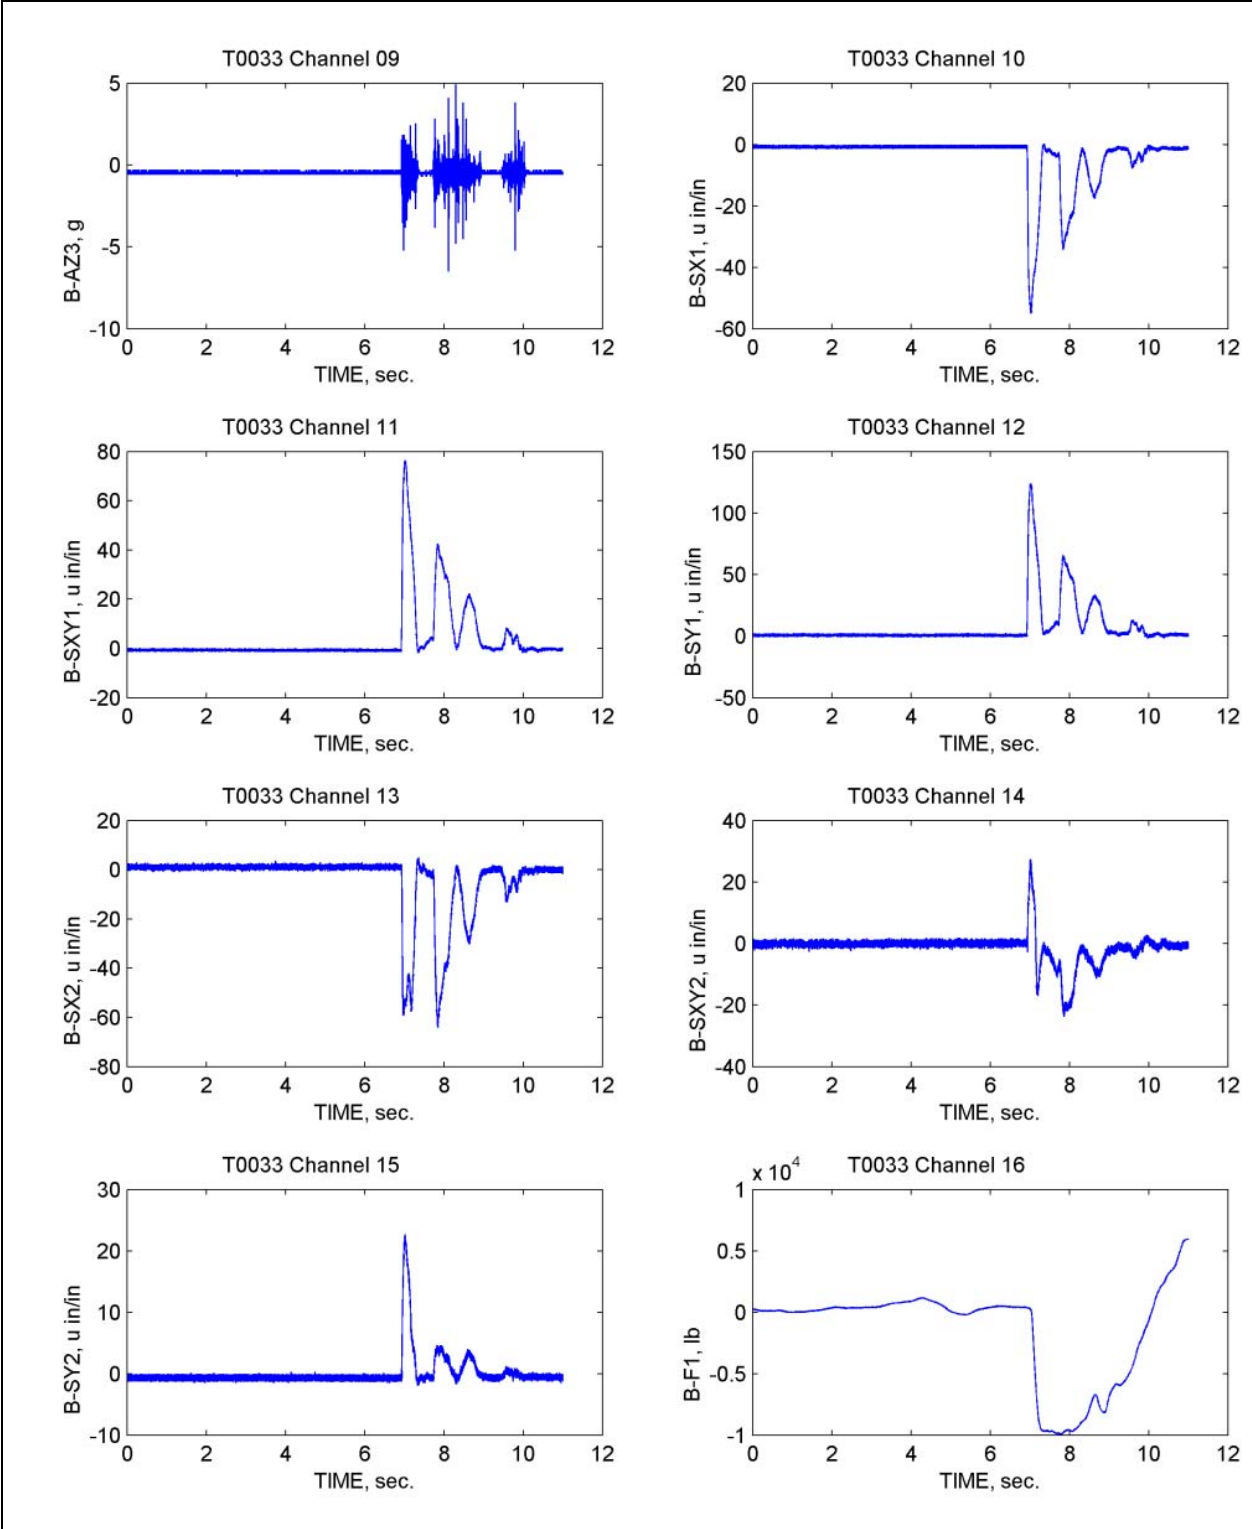 T0033 Channel 09
5
0
-5
-10
B-AZ3, g
0 2 4 6 8 10 12
TIME, sec.
T0033 Channel 10
20
0
-20
-40
-60
B-SX1, u in/in
0 2 4 6 8 10 12
TIME, sec.
T0033 Channel 11
80
60
40
20
0
-20
B-SXY1, u in/in
0 2 4 6 8 10 12
TIME, sec.
T0033 Channel 12
150
100
50
0
-50
B-SY1, u in/in
0 2 4 6 8 10 12
TIME, sec.
T0033 Channel 13
20
0
-20
-40
-60
-80
B-SX2, u in/in
0 2 4 6 8 10 12
TIME, sec.
T0033 Channel 14
40
20
0
-20
-40
B-SXY2, u in/in
0 2 4 6 8 10 12
TIME, sec.
T0033 Channel 15
30
20
10
0
-10
B-SY2, u in/in
0 2 4 6 8 10 12
TIME, sec.
x 10^4 T0033 Channel 16
1
0.5
0
-0.5
-1
B-F1, lb
0 2 4 6 8 10 12
TIME, sec.